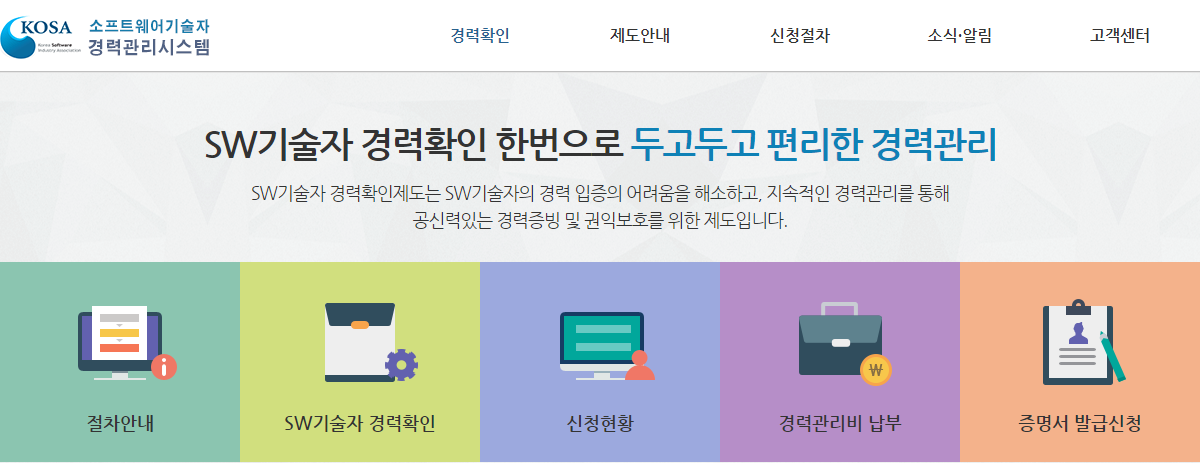 KOSA
Korea Software
Industry Association
소프트웨어기술자
경력관리시스템
경력확인
제도안내
신청절차
소식·알림
고객센터
SW기술자 경력확인 한번으로 두고두고 편리한 경력관리
SW기술자 경력확인제도는 SW기술자의 경력 입증의 어려움을 해소하고, 지속적인 경력관리를 통해
공신력있는 경력증빙 및 권익보호를 위한 제도입니다.
절차안내
SW기술자 경력확인
신청현황
₩
경력관리비 납부
증명서 발급신청